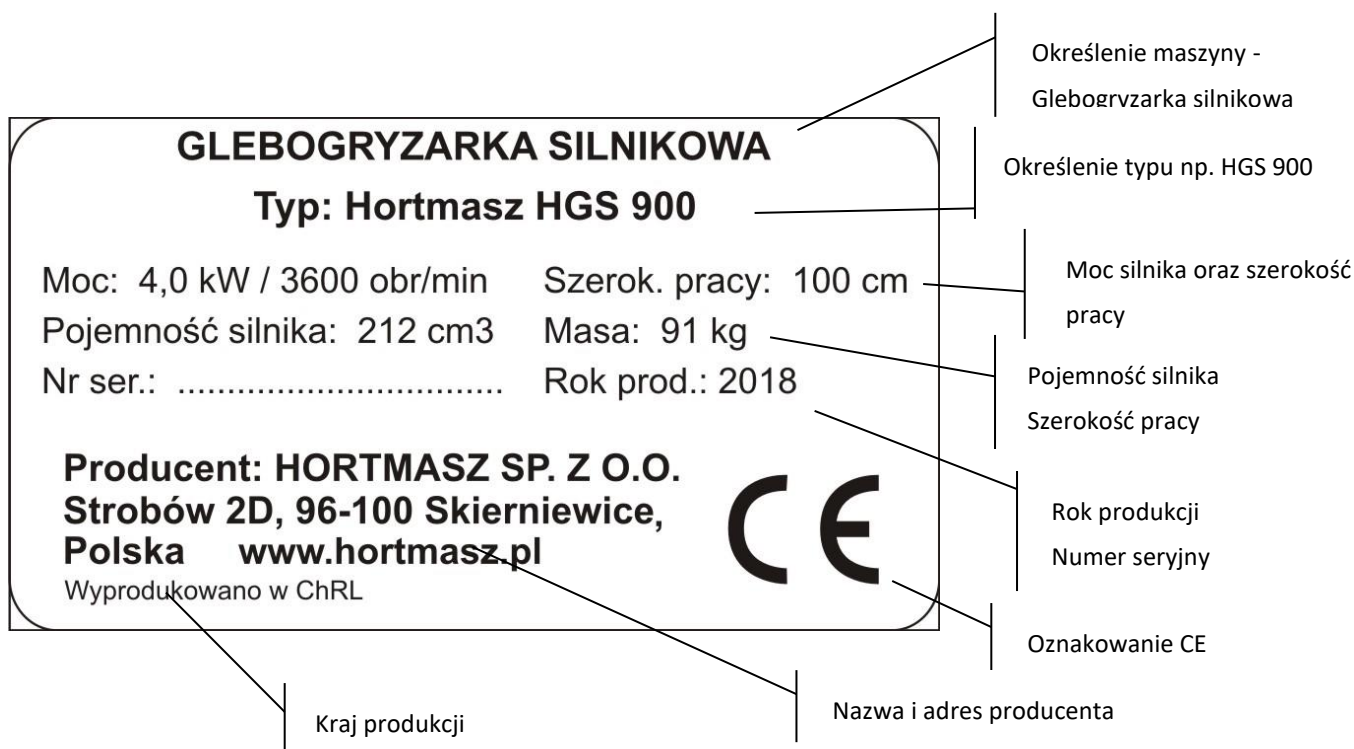 Określenie maszyny -
Glebogryzarka silnikowa
GLEBOGRYZARKA SILNIKOWA
Typ: Hortmasz HGS 900
Określenie typu np. HGS 900
Moc: 4,0 kW / 3600 obr/min Szerok. pracy: 100 cm
Moc silnika oraz szerokość
pracy
Pojemność silnika: 212 cm3 Masa: 91 kg
Nr ser.: ................................. Rok prod.: 2018
Pojemność silnika
Szerokość pracy
Producent: HORTMASZ SP. Z O.O.
Strobów 2D, 96-100 Skierniewice,
Polska www.hortmasz.pl
Wyprodukowano w ChRL
CE
Rok produkcji
Numer seryjny
Oznakowanie CE
Nazwa i adres producenta
Kraj produkcji